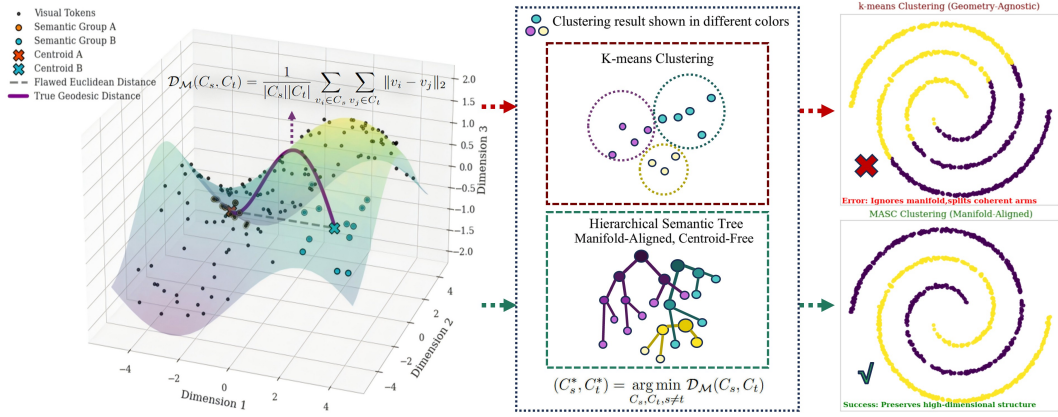 Visual Tokens
Semantic Group A
Semantic Group B
Centroid A
Centroid B
Flawed Euclidean Distance
True Geodesic Distance
𝒟_ℳ(C_s, C_t) = \frac{1}{|C_s||C_t|} \sum_{v_i∈C_s} \sum_{v_j∈C_t} ‖v_i − v_j‖_2
2.0
1.5
1.0
0.5
0.0
−0.5
−1.0
−1.5
−2.0
Dimension 3
−4
−2
0
2
4
Dimension 1
−4
−2
0
2
4
Dimension 2
Clustering result shown in different colors
K-means Clustering
Hierarchical Semantic Tree
Manifold-Aligned, Centroid-Free
(C_s^*, C_t^*) = \arg\min_{C_s,C_t,s≠t} 𝒟_ℳ(C_s, C_t)
k-means Clustering (Geometry-Agnostic)
Error: Ignores manifold,splits coherent arms
MASC Clustering (Manifold-Aligned)
√
Success: Preserves high-dimensional structure